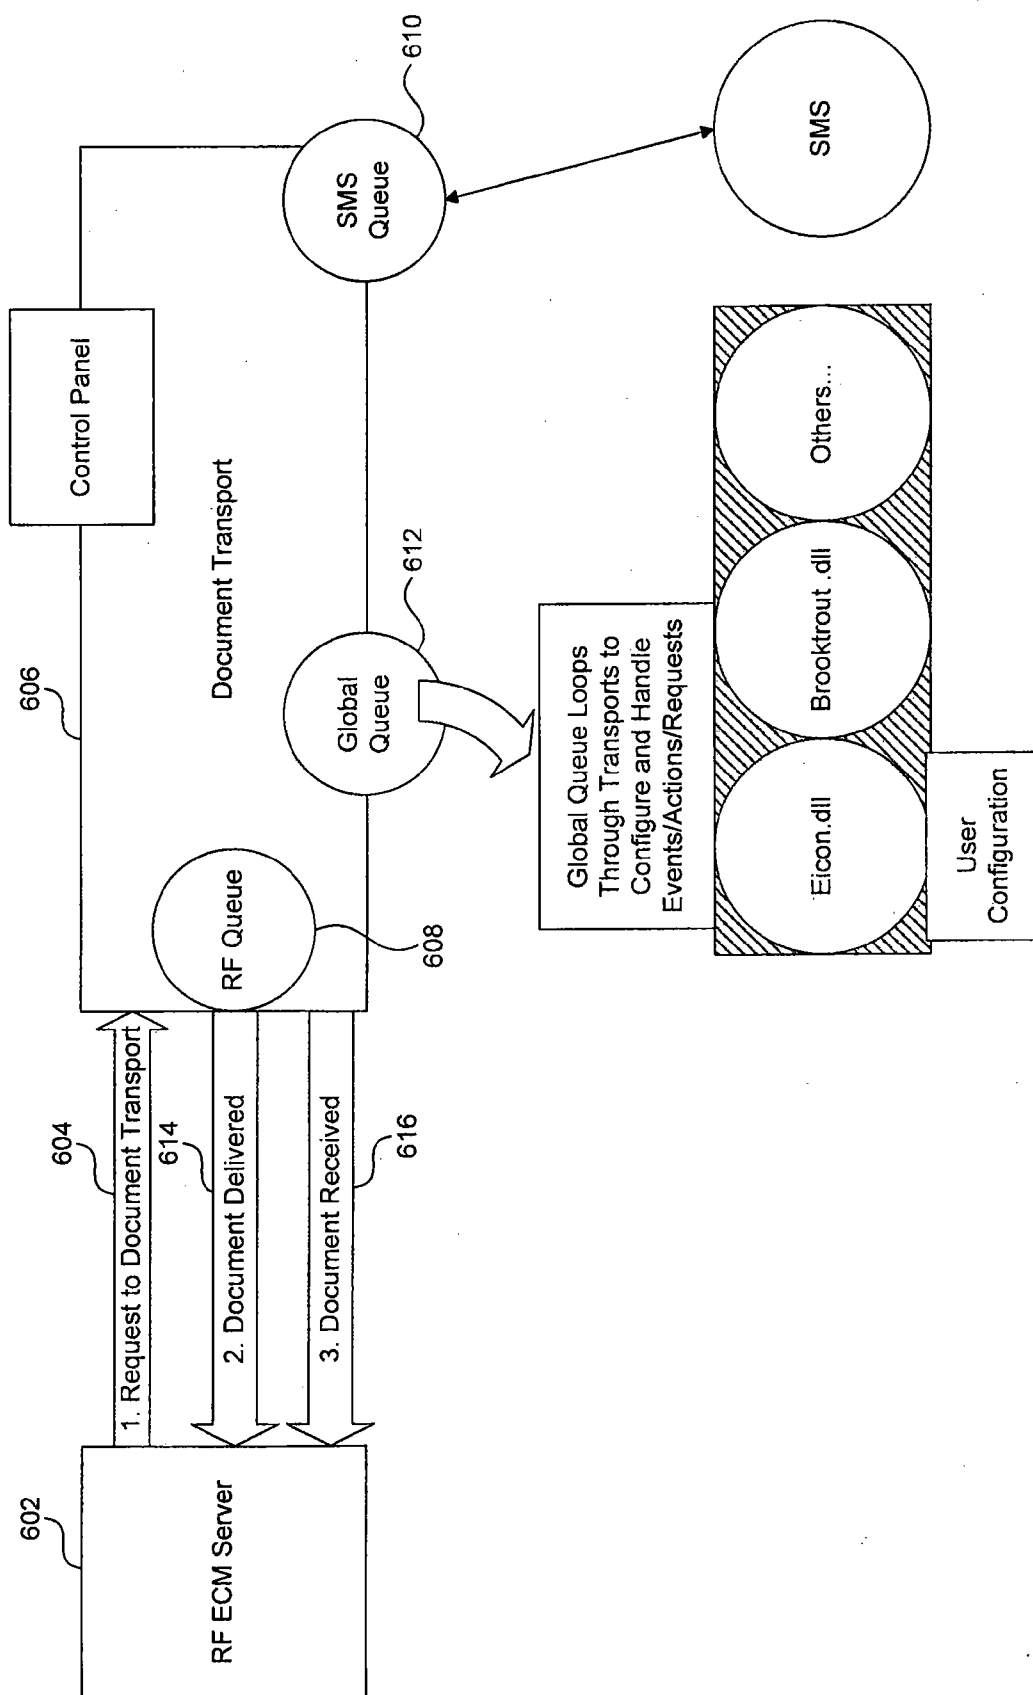 602
RF ECM Server
604
1. Request to Document Transport
614
2. Document Delivered
3. Document Received
616
606
RF Queue
608
Document Transport
Control Panel
Global
Queue
612
SMS
Queue
610
Global Queue Loops
Through Transports to
Configure and Handle
Events/Actions/Requests
Eicon.dll
Brooktrout .dll
Others...
User
Configuration
SMS